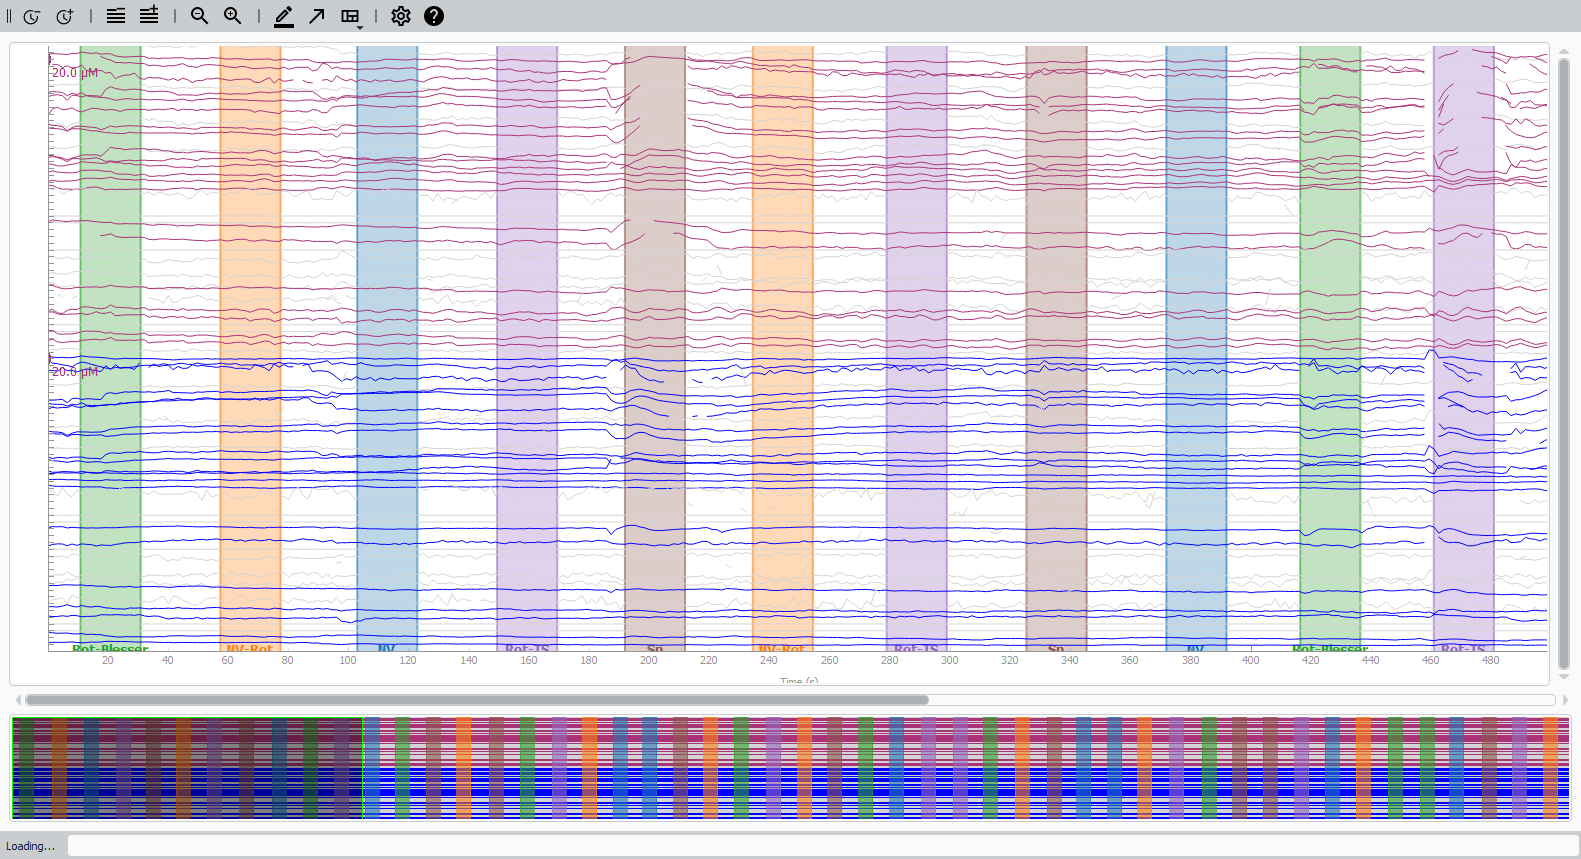 20.0 µM
20.0 µM
Rot-Blesser NV-Rot NV Rot-TS Sp NV-Rot Rot-TS Sp NV Rot-Blesser Rot-TS
20 40 60 80 100 120 140 160 180 200 220 240 260 280 300 320 340 360 380 400 420 440 460 480
Time (s)
Loading...